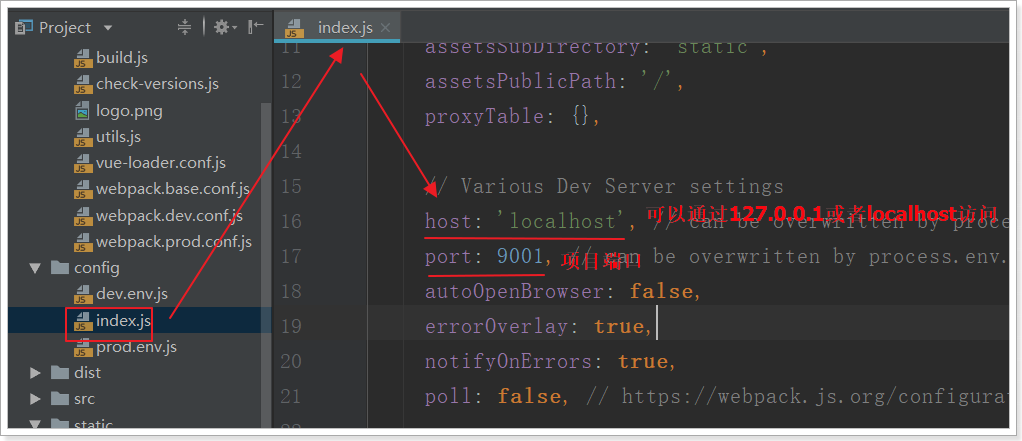 Project
index.js
build.js
check-versions.js
logo.png
utils.js
vue-loader.conf.js
webpack.base.conf.js
webpack.dev.conf.js
webpack.prod.conf.js
config
dev.env.js
index.js
prod.env.js
dist
src
static
11 assetsSubDirectory: 'static',
12 assetsPublicPath: '/',
13 proxyTable: {},
14
15 // Various Dev Server settings
16 host: 'localhost', // can be overwritten by proce
可以通过127.0.0.1或者localhost访问
17 port: 9001, // can be overwritten by process.env.
项目端口
18 autoOpenBrowser: false,
19 errorOverlay: true,
20 notifyOnErrors: true,
21 poll: false, // https://webpack.js.org/configurat